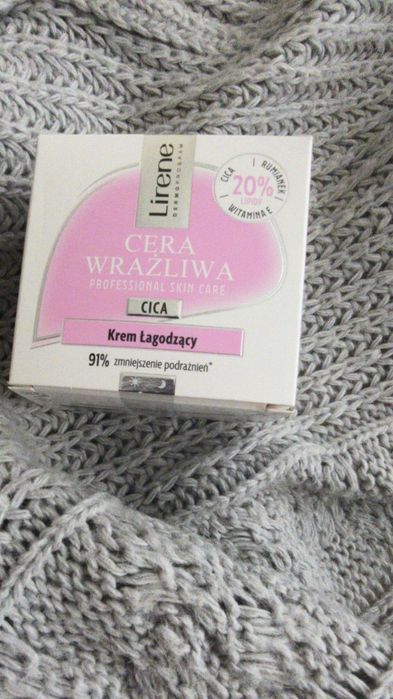 Lirene
DERMOPROGRAM
CICA I RUMIANEK I
20%
LIPIDY
WITAMINA E
CERA
WRAŻLIWA
PROFESSIONAL SKIN CARE
CICA
Krem Łagodzący
91% zmniejszenie podrażnień*